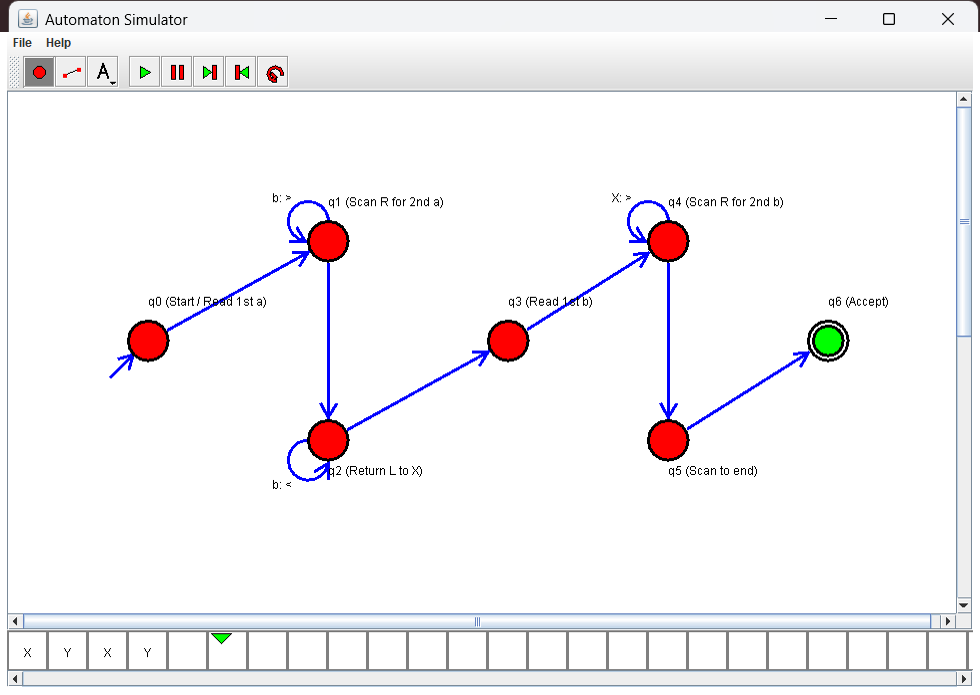 Automaton Simulator
File Help
A
b: >
q1 (Scan R for 2nd a)
X: >
q4 (Scan R for 2nd b)
q0 (Start / Read 1st a)
q3 (Read 1st b)
q6 (Accept)
q2 (Return L to X)
q5 (Scan to end)
b: <
X Y X Y